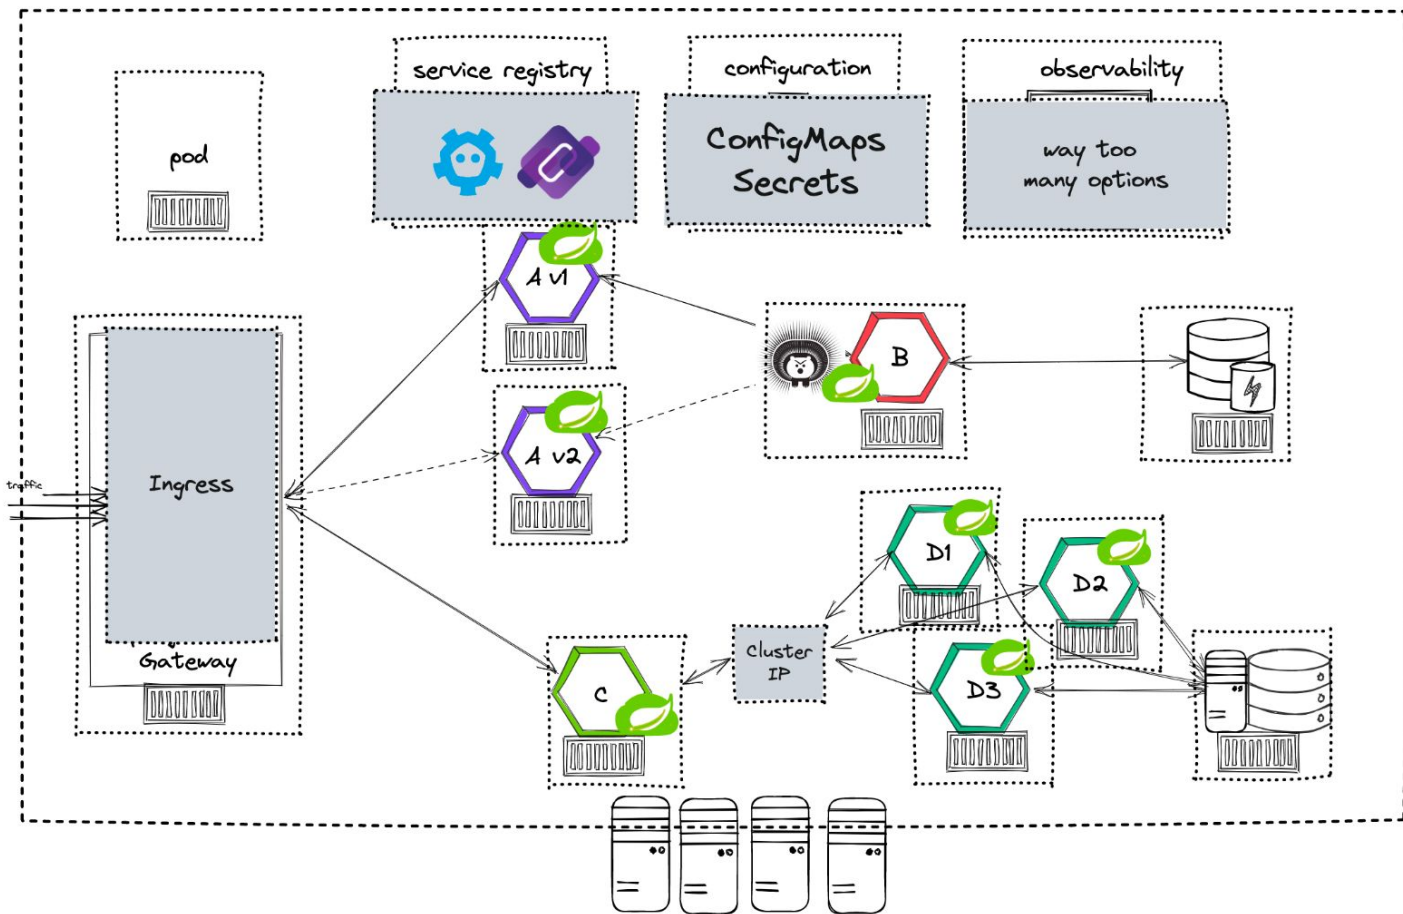 service registry
configuration
observability
pod
ConfigMaps
Secrets
way too
many options
A v1
B
A v2
traffic
Ingress
Gateway
D1
D2
D3
Cluster
IP
C